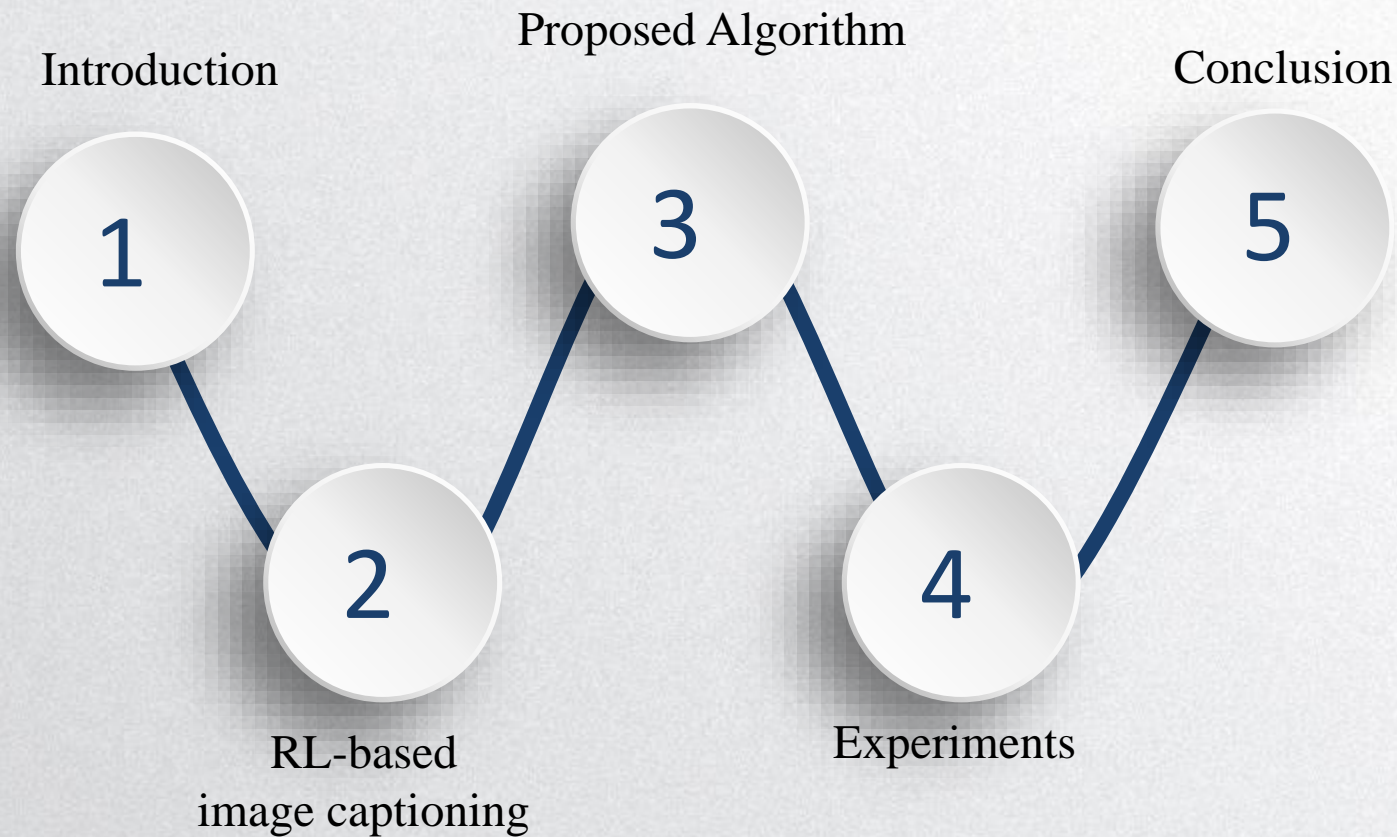 Introduction
1
RL-based
image captioning
2
Proposed Algorithm
3
Experiments
4
Conclusion
5